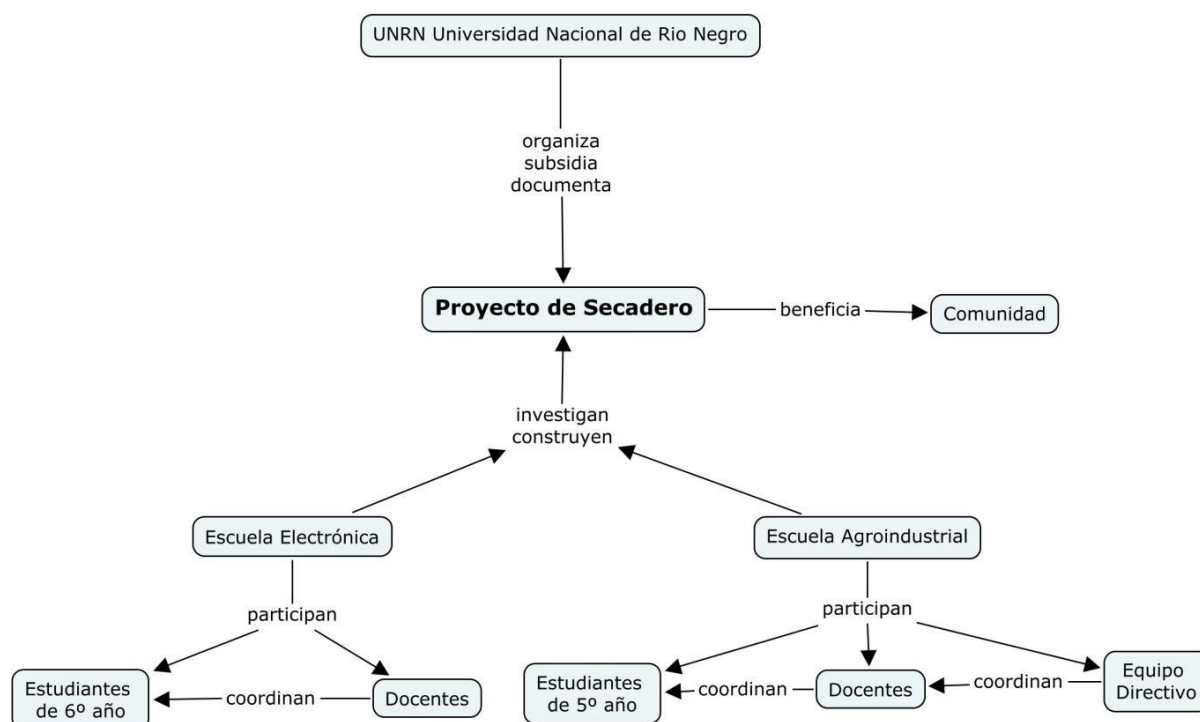 UNRN Universidad Nacional de Rio Negro
organiza
subsidia
documenta
Proyecto de Secadero
beneficia
Comunidad
investigan
construyen
Escuela Electrónica
Escuela Agroindustrial
participan
participan
Estudiantes
de 6º año
coordinan
Docentes
Estudiantes
de 5º año
coordinan
Docentes
coordinan
Equipo
Directivo